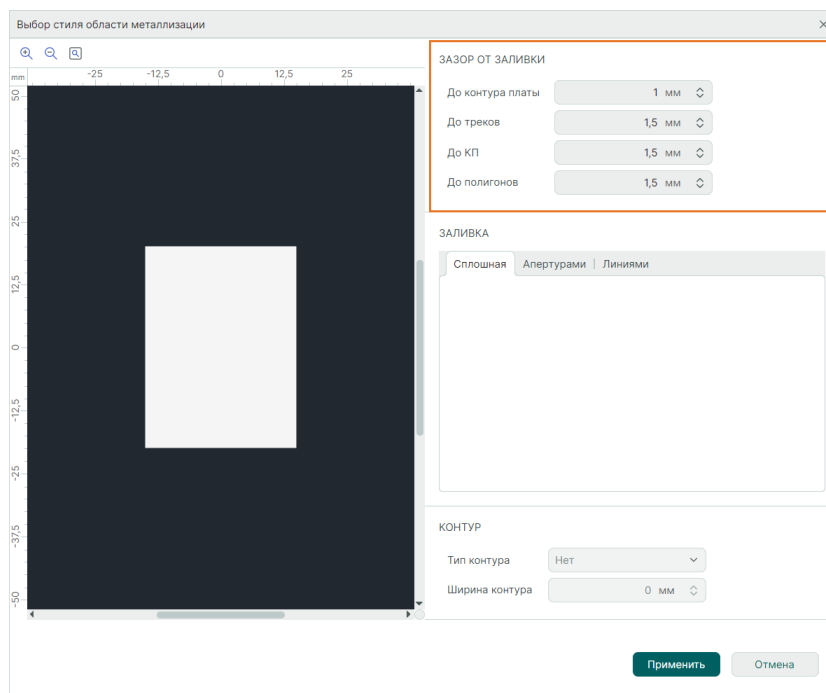 Выбор стиля области металлизации
mm
-25 -12,5 0 12,5 25
50
37,5
25
12,5
0
-12,5
-25
-37,5
-50
ЗАЗОР ОТ ЗАЛИВКИ
До контура платы 1 мм
До треков 1,5 мм
До КП 1,5 мм
До полигонов 1,5 мм
ЗАЛИВКА
Сплошная Апертурами | Линиями
КОНТУР
Тип контура Нет
Ширина контура 0 мм
Применить Отмена